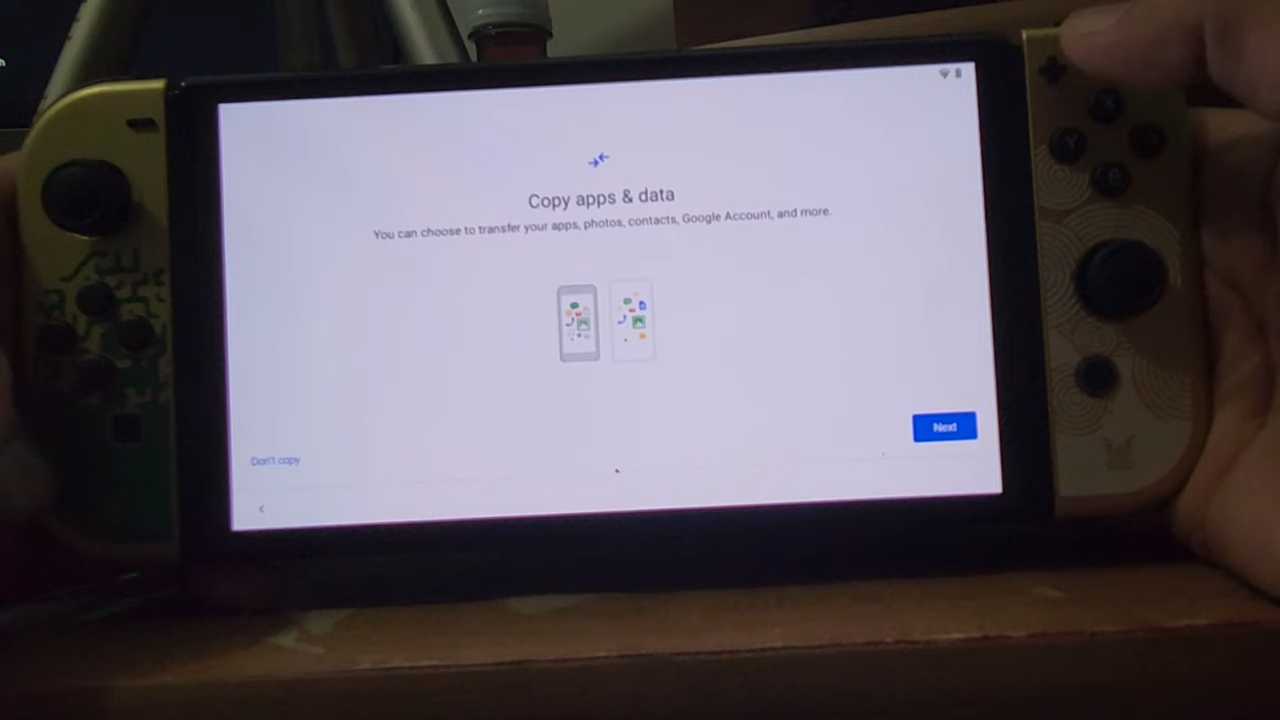 h
Copy apps & data
You can choose to transfer your apps, photos, contacts, Google Account, and more.
Next
Don't copy
X
Y
B